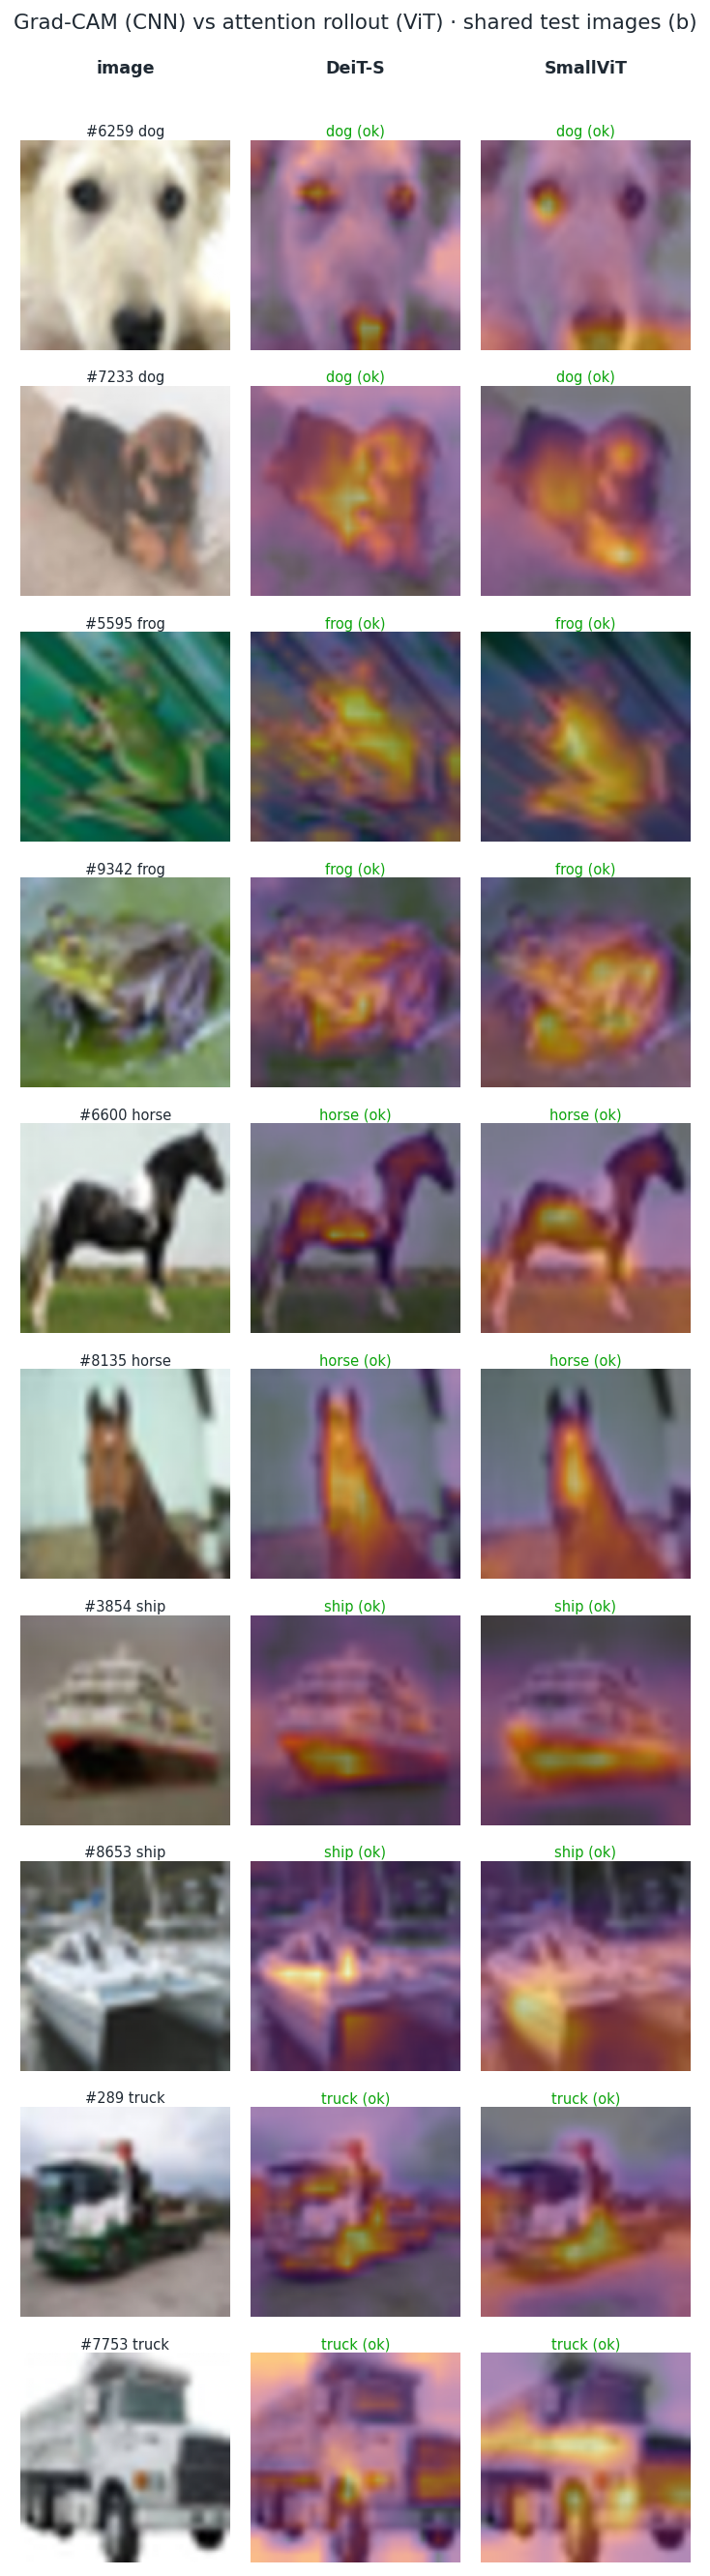 Grad-CAM (CNN) vs attention rollout (ViT) · shared test images (b)
image DeiT-S SmallViT
#6259 dog dog (ok) dog (ok)
#7233 dog dog (ok) dog (ok)
#5595 frog frog (ok) frog (ok)
#9342 frog frog (ok) frog (ok)
#6600 horse horse (ok) horse (ok)
#8135 horse horse (ok) horse (ok)
#3854 ship ship (ok) ship (ok)
#8653 ship ship (ok) ship (ok)
#289 truck truck (ok) truck (ok)
#7753 truck truck (ok) truck (ok)